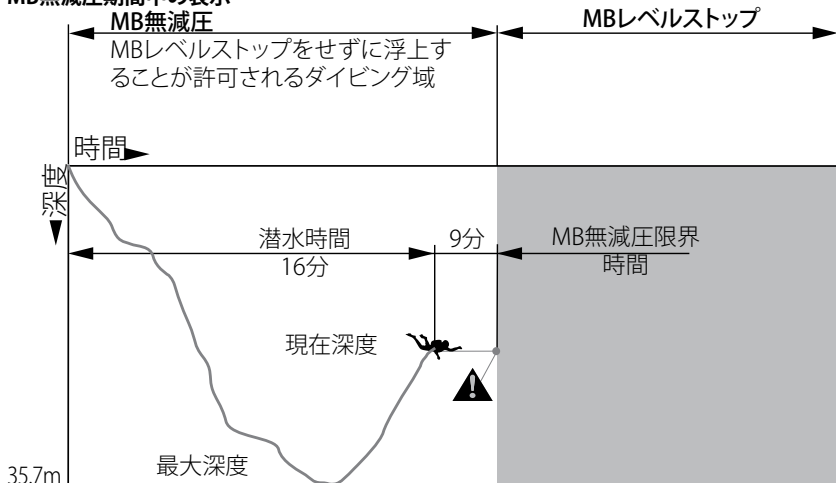 MB無減圧期間中の表示
MB無減圧
MBレベルストップ
MBレベルストップをせずに浮上す
ることが許可されるダイビング域
時間
深度
潜水時間
16分
9分
MB無減圧限界
時間
現在深度
最大深度
35.7m